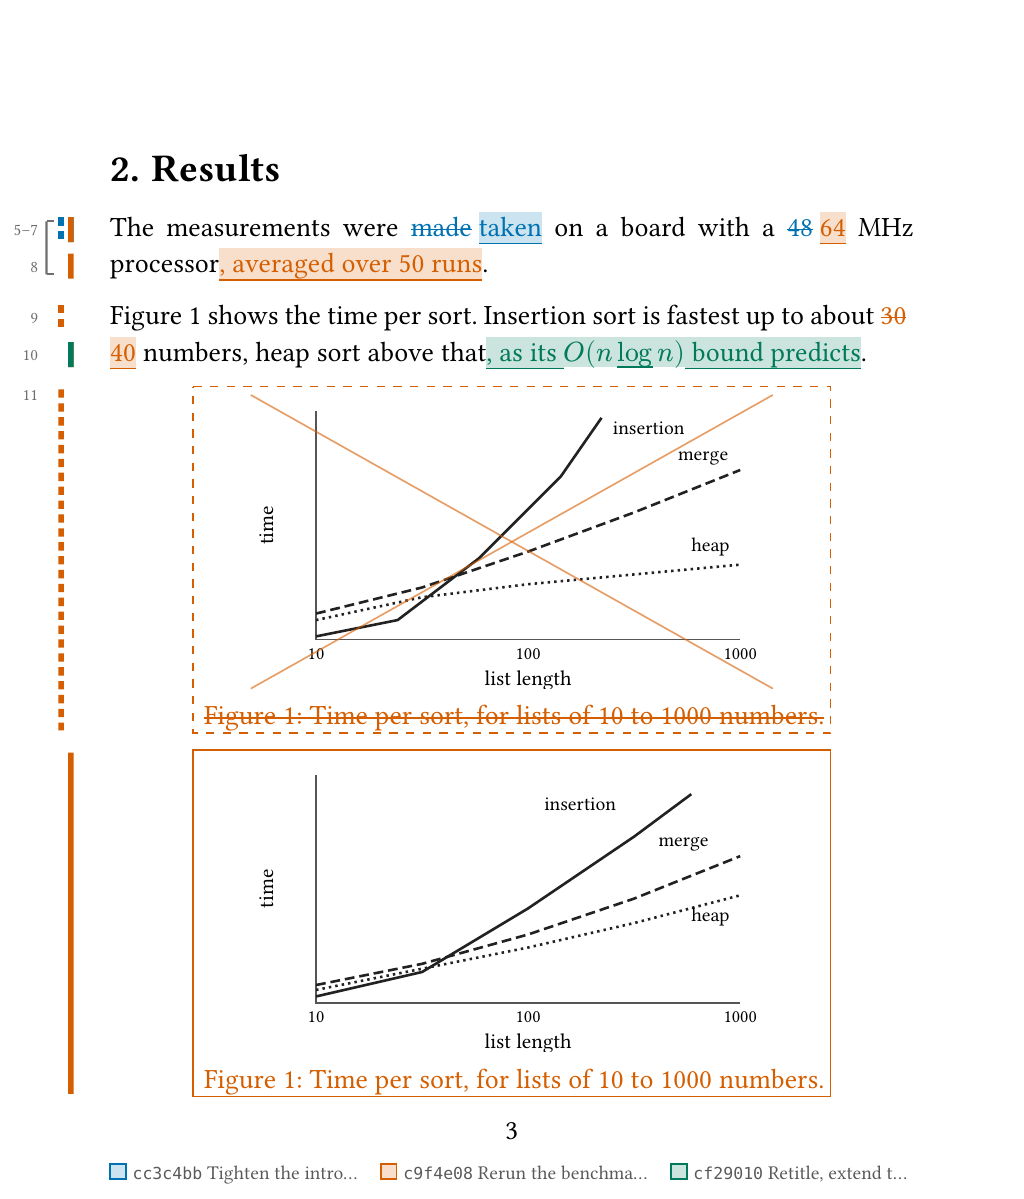 2. Results
5–7
The measurements were made taken on a board with a 48 64 MHz
8
processor, averaged over 50 runs.
9
Figure 1 shows the time per sort. Insertion sort is fastest up to about 30
10
40 numbers, heap sort above that, as its O(n log n) bound predicts.
11
insertion
merge
time
heap
10 100 1000
list length
Figure 1: Time per sort, for lists of 10 to 1000 numbers.
insertion
merge
time
heap
10 100 1000
list length
Figure 1: Time per sort, for lists of 10 to 1000 numbers.
3
cc3c4bb Tighten the intro… c9f4e08 Rerun the benchma… cf29010 Retitle, extend t…